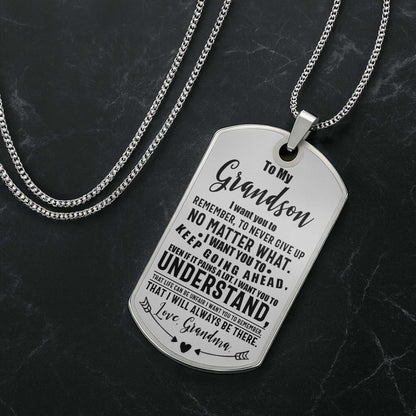 To My
Grandson
I want you to
REMEMBER, TO NEVER GIVE UP
NO MATTER WHAT.
I WANT YOU TO
KEEP GOING AHEAD.
EVEN IF IT PAINS A LOT. I WANT YOU TO
UNDERSTAND,
THAT LIFE CAN BE UNFAIR I WANT YOU TO REMEMBER
THAT I WILL ALWAYS BE THERE.
Love, Grandma.